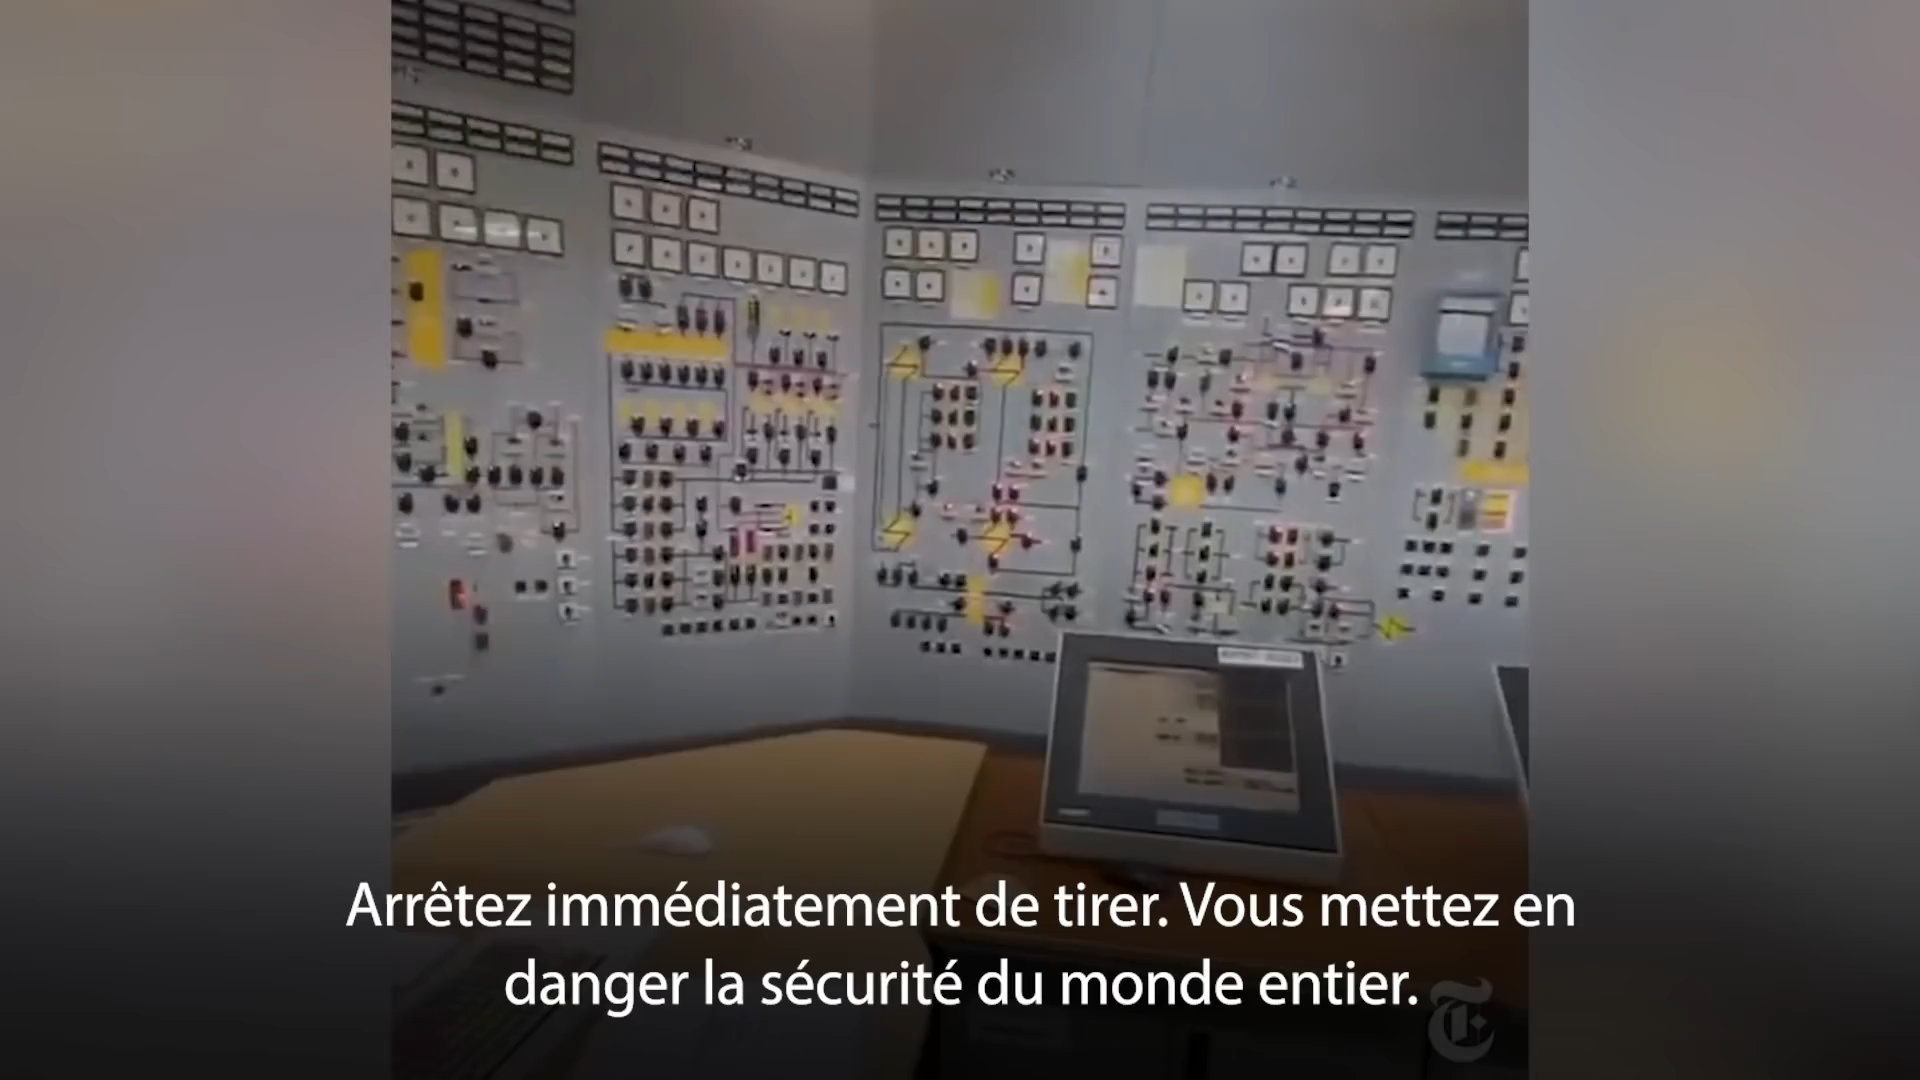 Arrêtez immédiatement de tirer. Vous mettez en
danger la sécurité du monde entier.